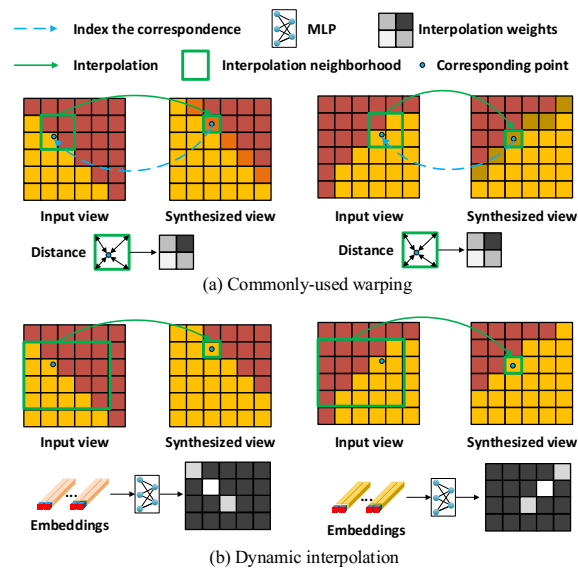 Index the correspondence MLP Interpolation weights
Interpolation Interpolation neighborhood Corresponding point
Input view Synthesized view Input view Synthesized view
Distance Distance
(a) Commonly-used warping
Input view Synthesized view Input view Synthesized view
... ...
Embeddings Embeddings
(b) Dynamic interpolation